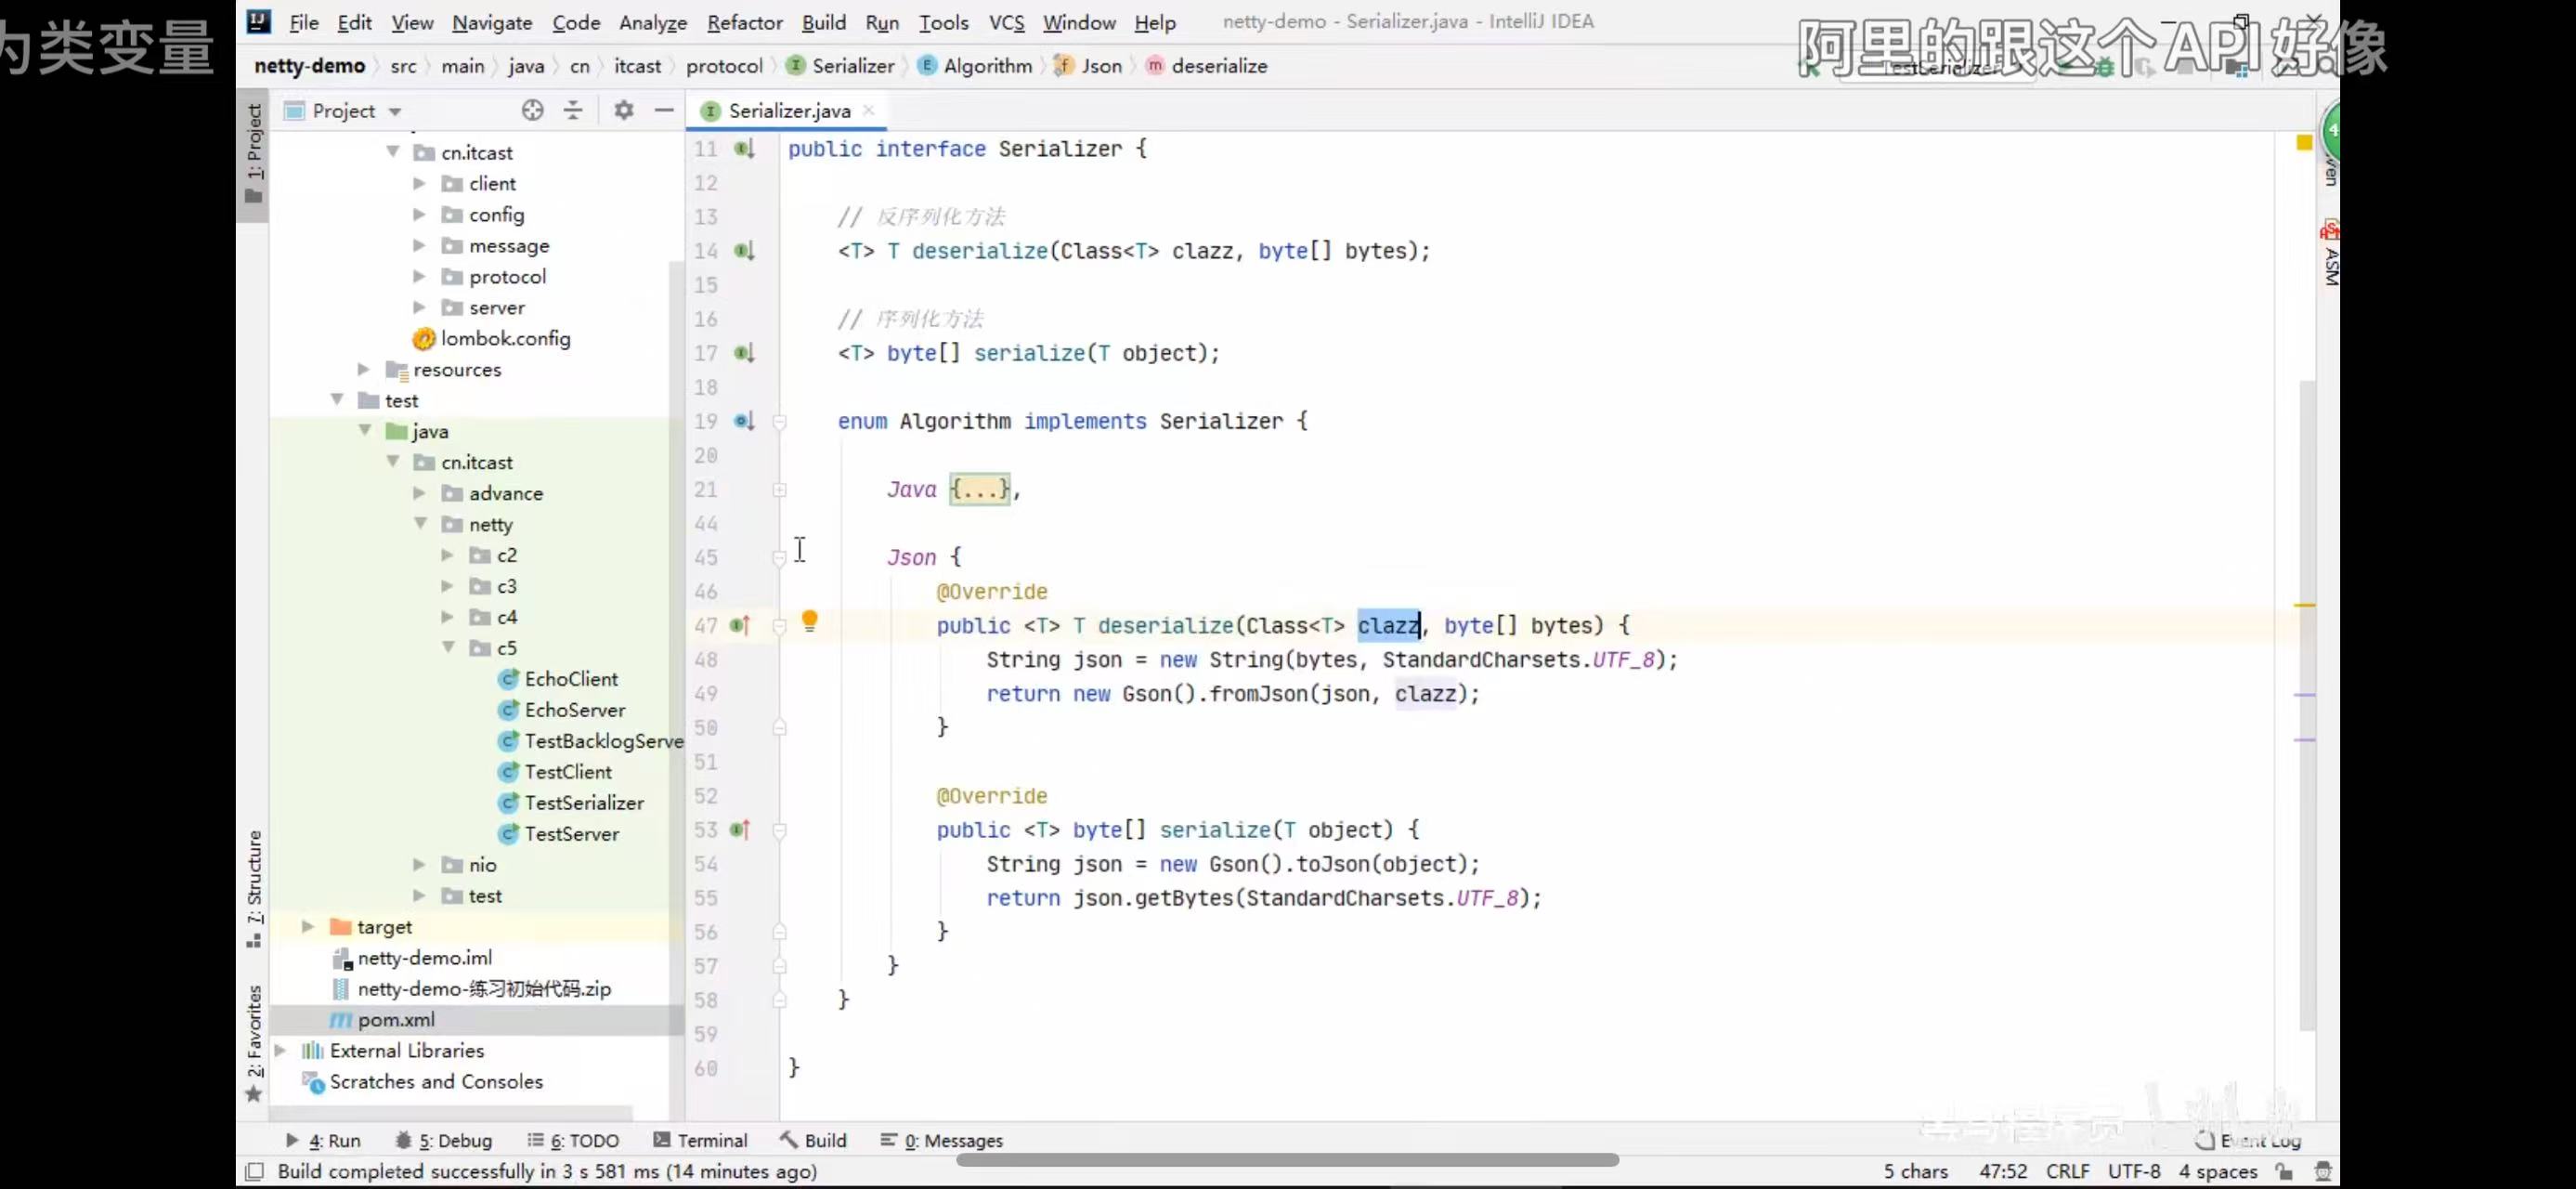 为类变量
阿里的跟这个API好像
File Edit View Navigate Code Analyze Refactor Build Run Tools VCS Window Help netty-demo - Serializer.java - IntelliJ IDEA
netty-demo src main java cn itcast protocol Serializer Algorithm Json deserialize
1: Project
Project
Serializer.java
cn.itcast
client
config
message
protocol
server
lombok.config
resources
test
java
cn.itcast
advance
netty
c2
c3
c4
c5
EchoClient
EchoServer
TestBacklogServe
TestClient
TestSerializer
TestServer
nio
test
target
netty-demo.iml
netty-demo-练习初始代码.zip
pom.xml
External Libraries
Scratches and Consoles
7: Structure
2: Favorites
11 public interface Serializer {
12
13 // 反序列化方法
14 <T> T deserialize(Class<T> clazz, byte[] bytes);
15
16 // 序列化方法
17 <T> byte[] serialize(T object);
18
19 enum Algorithm implements Serializer {
20
21 Java {...},
44
45 Json {
46 @Override
47 public <T> T deserialize(Class<T> clazz, byte[] bytes) {
48 String json = new String(bytes, StandardCharsets.UTF_8);
49 return new Gson().fromJson(json, clazz);
50 }
51
52 @Override
53 public <T> byte[] serialize(T object) {
54 String json = new Gson().toJson(object);
55 return json.getBytes(StandardCharsets.UTF_8);
56 }
57 }
58 }
59
60 }
ASM
4: Run 5: Debug 6: TODO Terminal Build 0: Messages Event Log
Build completed successfully in 3 s 581 ms (14 minutes ago) 5 chars 47:52 CRLF UTF-8 4 spaces